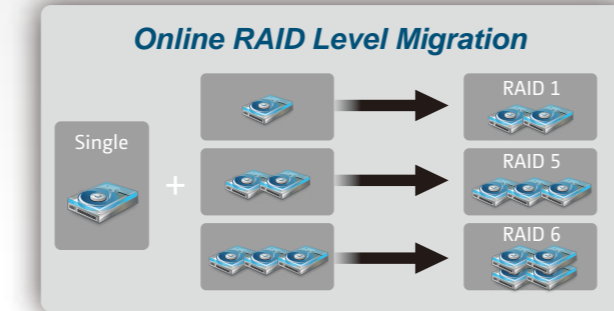 Online RAID Level Migration
Single
+
RAID 1
RAID 5
RAID 6